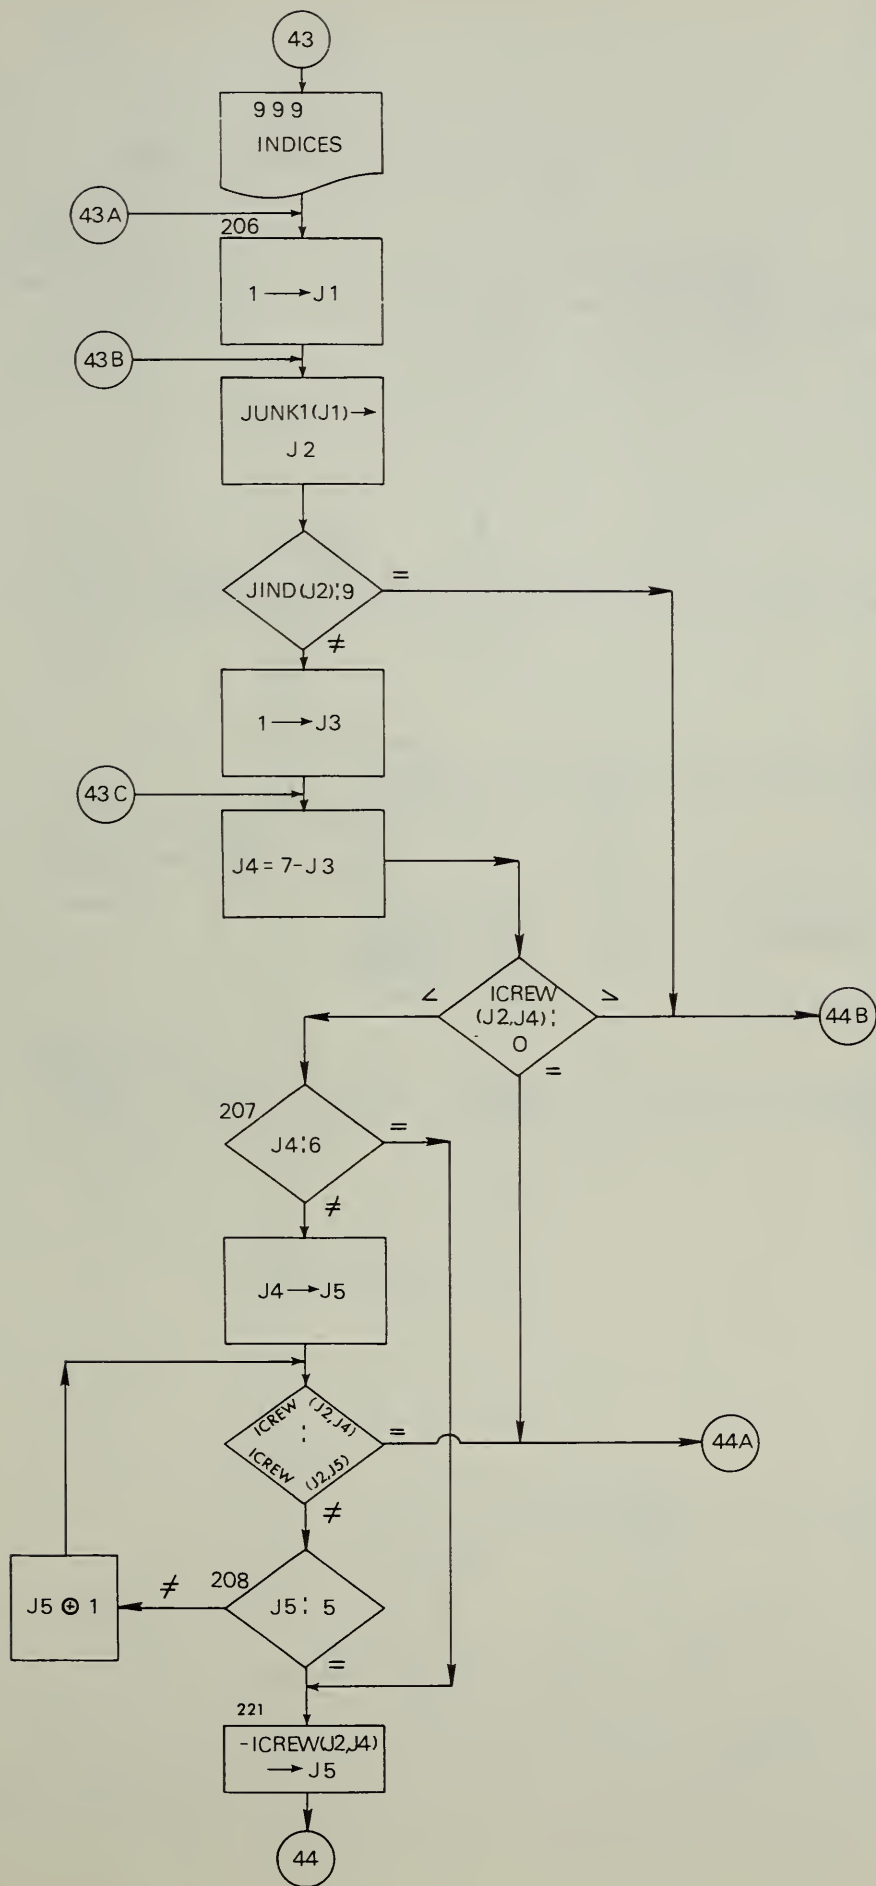 43
999
INDICES
43A
206
1 → J1
43B
JUNK1(J1) →
J2
JIND(J2):9
=
≠
1 → J3
43C
J4 = 7-J3
<
ICREW
(J2,J4):
0
>
=
44B
207
J4:6
=
≠
J4 → J5
ICREW (J2,J4)
:
ICREW (J2,J5)
=
≠
44A
208
J5: 5
≠
=
J5 ⊕ 1
221
-ICREW(J2,J4)
→ J5
44